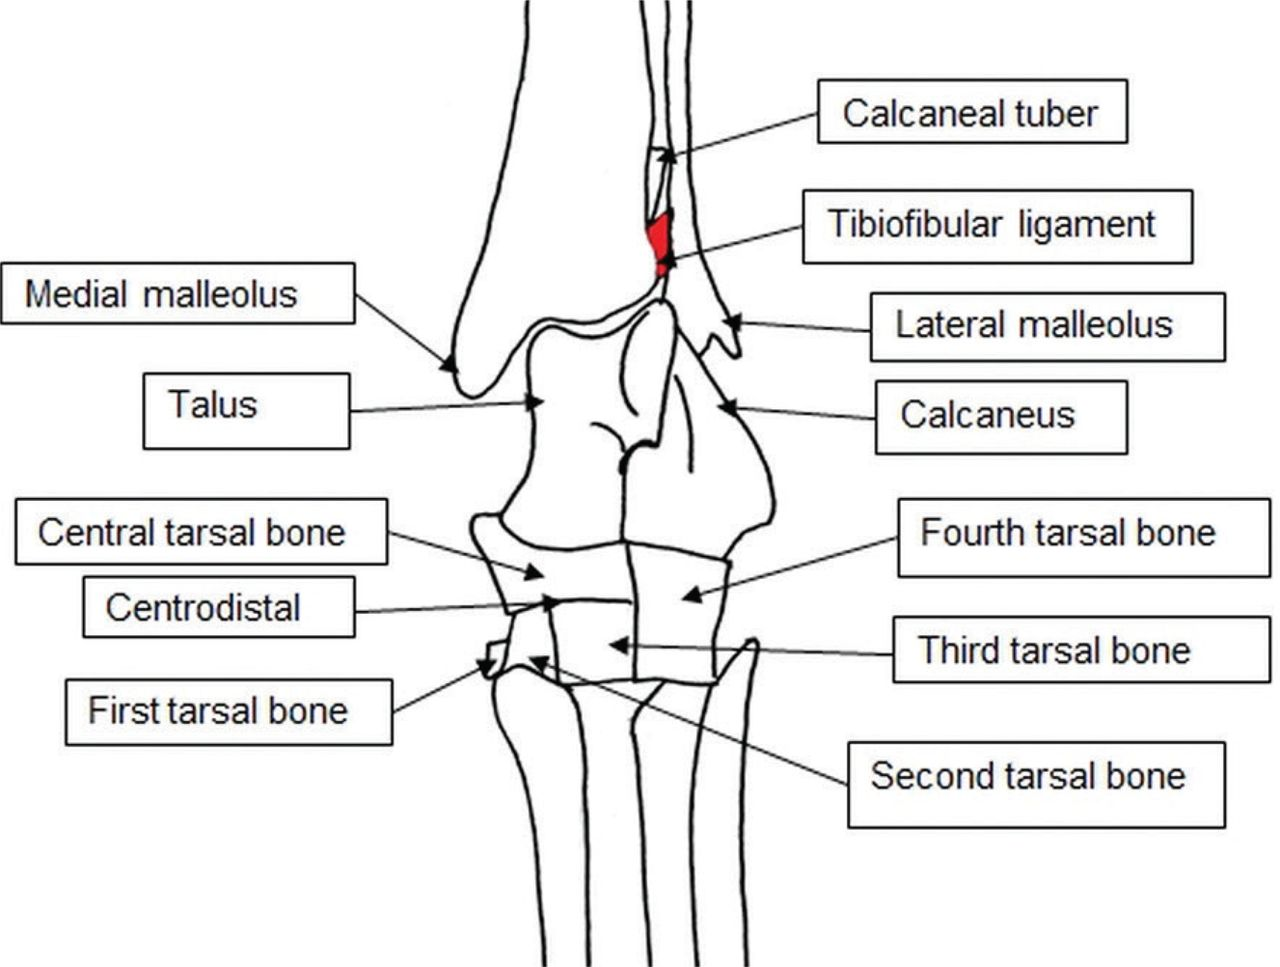 Calcaneal tuber
Tibiofibular ligament
Medial malleolus
Lateral malleolus
Talus
Calcaneus
Central tarsal bone
Fourth tarsal bone
Centrodistal
Third tarsal bone
First tarsal bone
Second tarsal bone